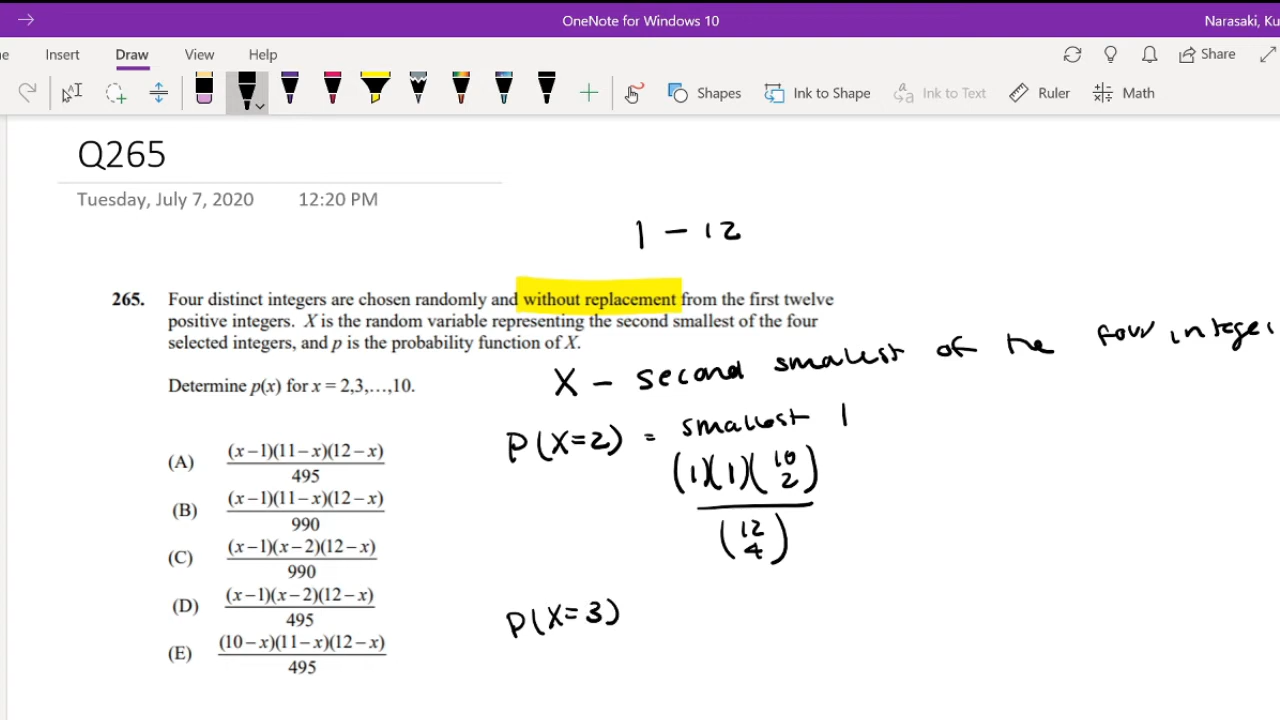 OneNote for Windows 10
Narasaki, Ku
Insert Draw View Help
Share
Shapes Ink to Shape Ink to Text Ruler Math
Q265
Tuesday, July 7, 2020 12:20 PM
1 - 12
265. Four distinct integers are chosen randomly and without replacement from the first twelve
positive integers. X is the random variable representing the second smallest of the four
selected integers, and p is the probability function of X.
X - second smallest of the four integer
Determine p(x) for x = 2,3,…,10.
P(X=2) = smallest 1
(1)(1)(10 2)
(12 4)
(A) (x−1)(11−x)(12−x)
495
(B) (x−1)(11−x)(12−x)
990
(C) (x−1)(x−2)(12−x)
990
(D) (x−1)(x−2)(12−x)
495
(E) (10−x)(11−x)(12−x)
495
P(X=3)